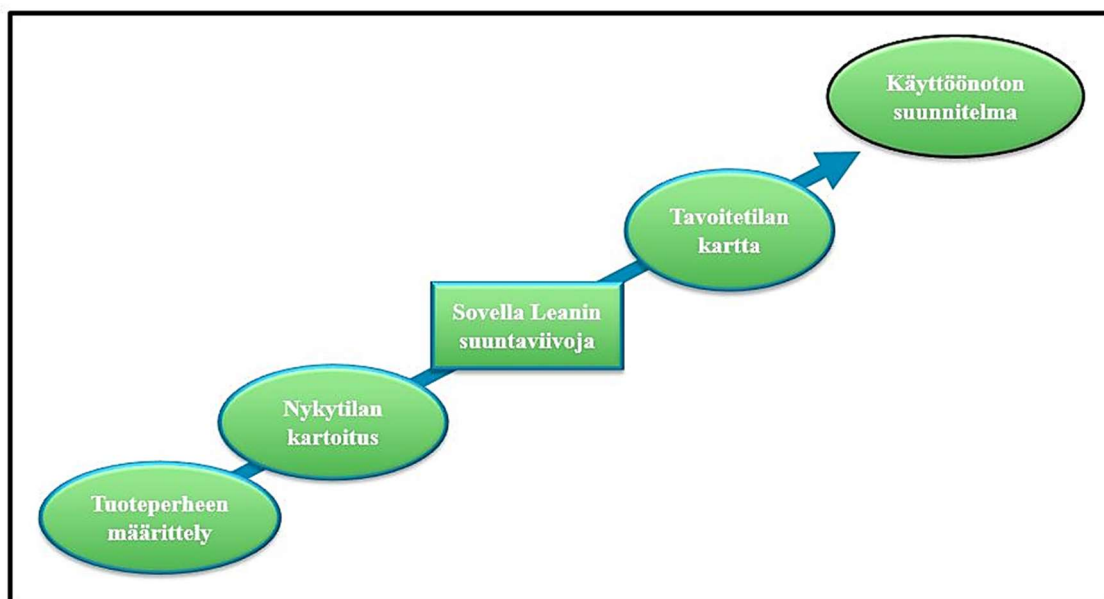 Käyttöönoton
suunnitelma
Tavoitetilan
kartta
Sovella Leanin
suuntaviivoja
Nykytilan
kartoitus
Tuoteperheen
määrittely